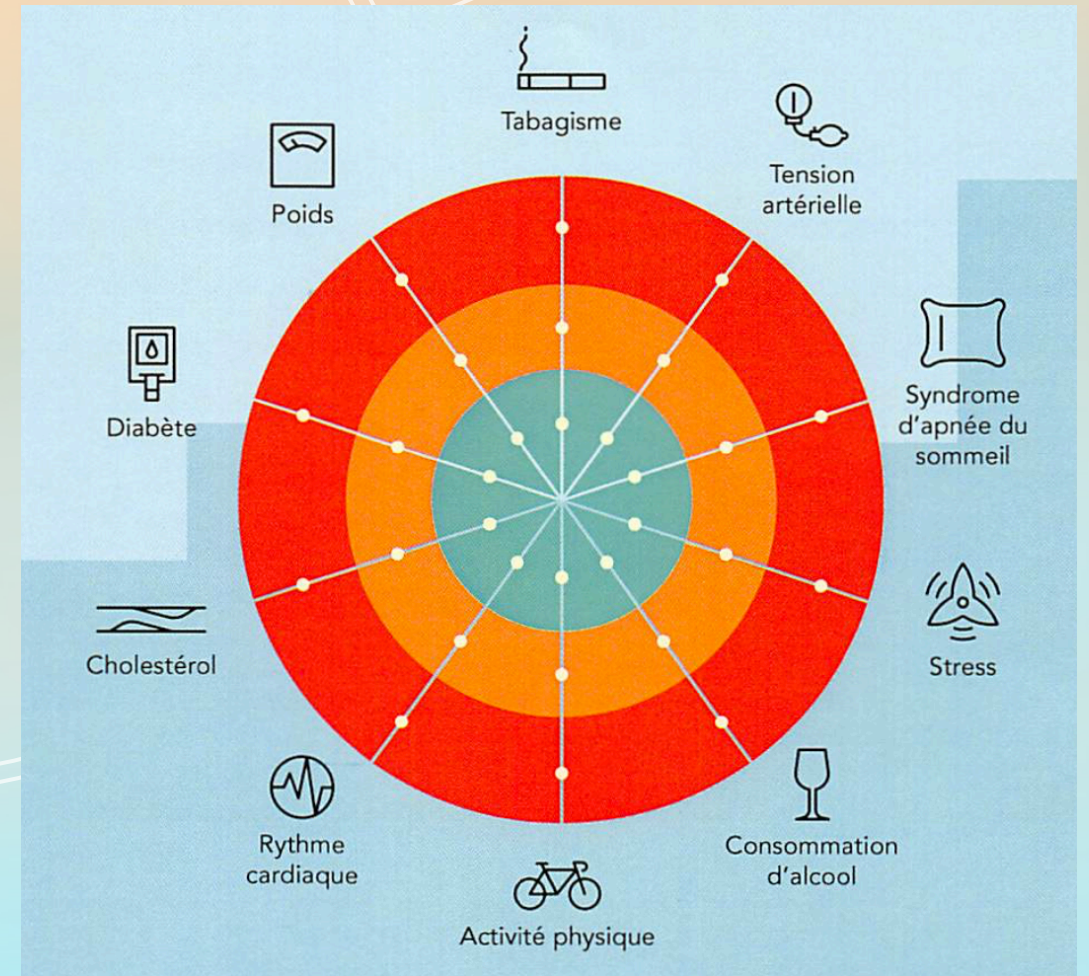 Tabagisme
Tension
artérielle
Syndrome
d'apnée du
sommeil
Stress
Consommation
d'alcool
Activité physique
Rythme
cardiaque
Cholestérol
Diabète
Poids